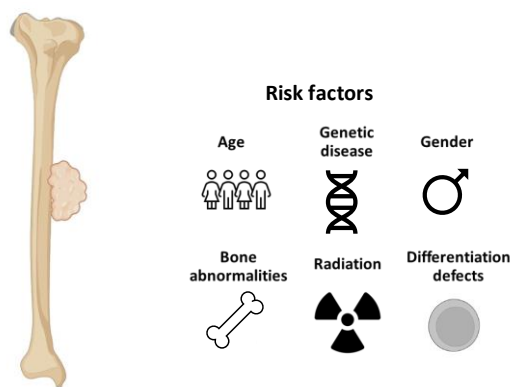 Risk factors
Age
Genetic
disease
Gender
Bone
abnormalities
Radiation
Differentiation
defects